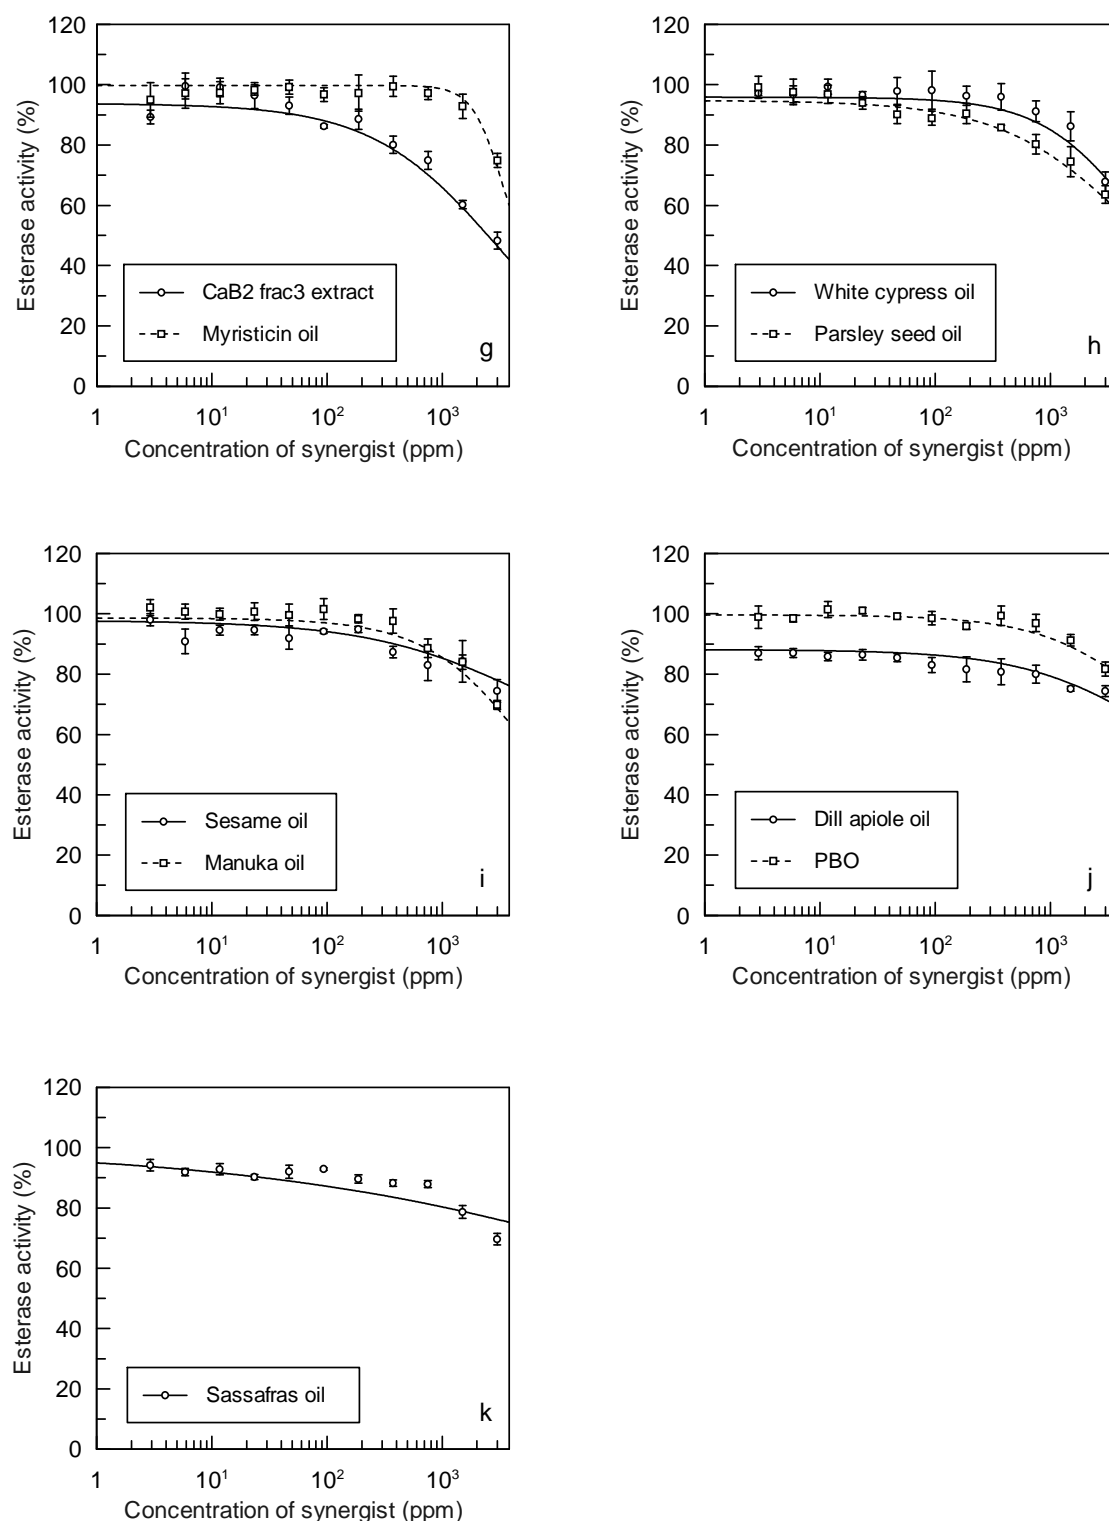 120
100
80
60
40
20
0
Esterase activity (%)
CaB2 frac3 extract
Myristicin oil
g
1
10¹
10²
10³
Concentration of synergist (ppm)
120
100
80
60
40
20
0
Esterase activity (%)
White cypress oil
Parsley seed oil
h
1
10¹
10²
10³
Concentration of synergist (ppm)
120
100
80
60
40
20
0
Esterase activity (%)
Sesame oil
Manuka oil
i
1
10¹
10²
10³
Concentration of synergist (ppm)
120
100
80
60
40
20
0
Esterase activity (%)
Dill apiole oil
PBO
j
1
10¹
10²
10³
Concentration of synergist (ppm)
120
100
80
60
40
20
0
Esterase activity (%)
Sassafras oil
k
1
10¹
10²
10³
Concentration of synergist (ppm)